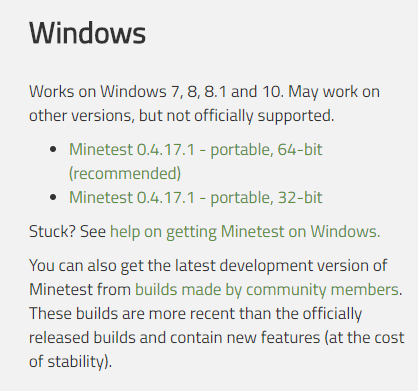 Windows
Works on Windows 7, 8, 8.1 and 10. May work on
other versions, but not officially supported.
• Minetest 0.4.17.1 - portable, 64-bit
(recommended)
• Minetest 0.4.17.1 - portable, 32-bit
Stuck? See help on getting Minetest on Windows.
You can also get the latest development version of
Minetest from builds made by community members.
These builds are more recent than the officially
released builds and contain new features (at the cost
of stability).